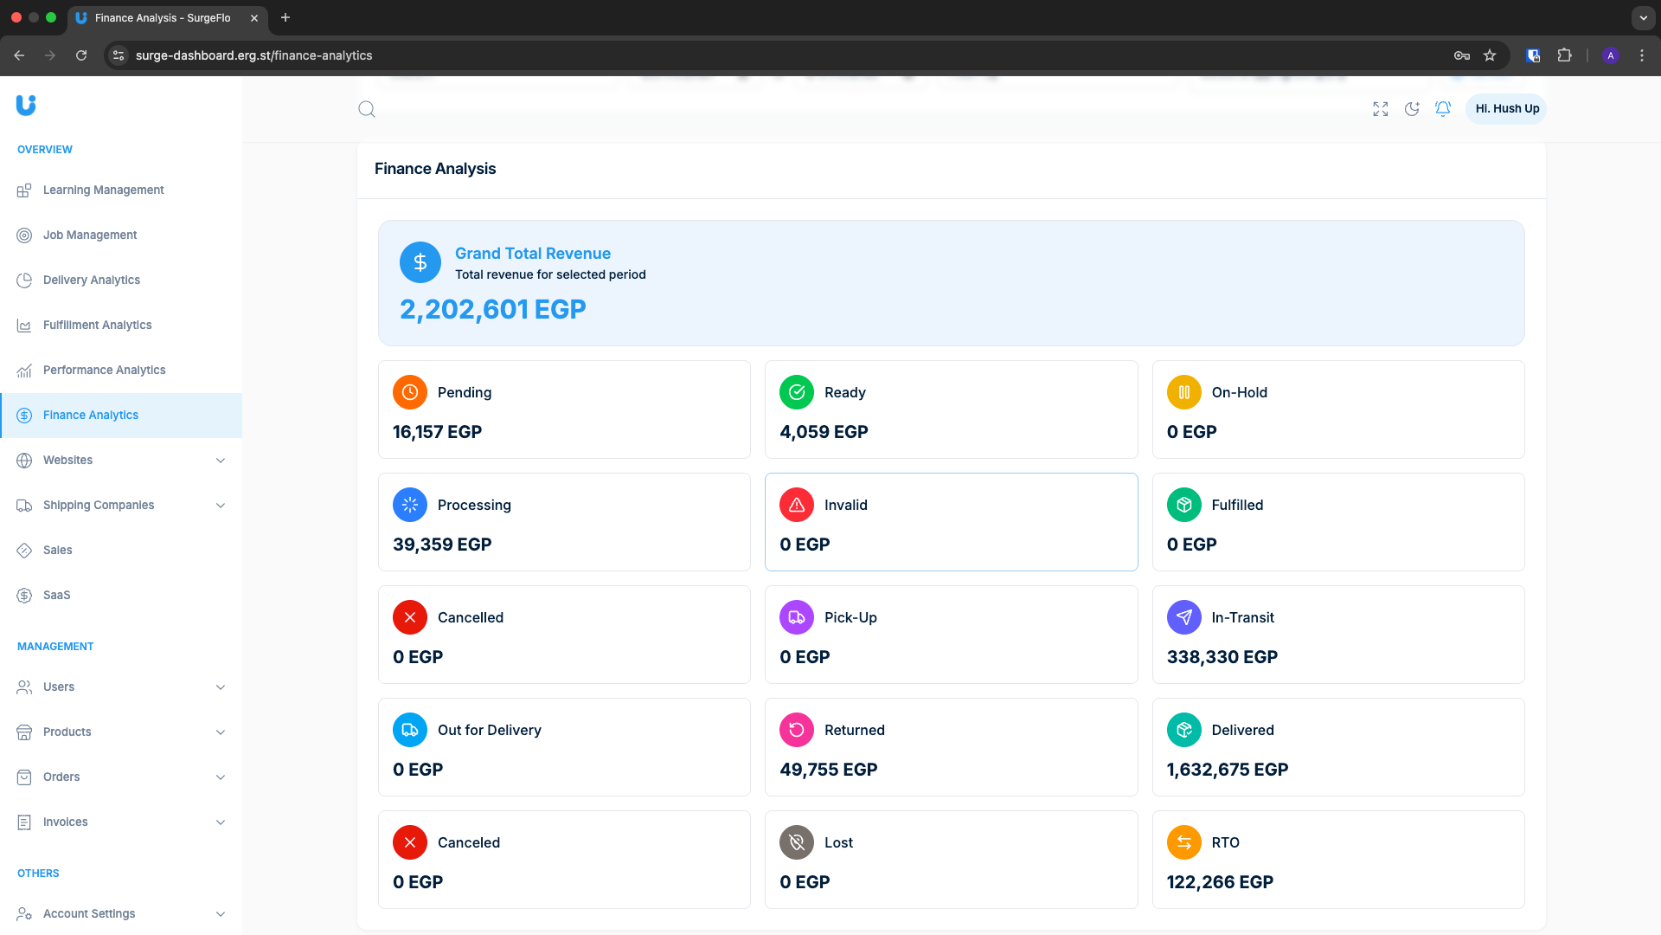 Finance Analysis - SurgeFlo
surge-dashboard.erg.st/finance-analytics
A
Hi. Hush Up
OVERVIEW
Learning Management
Job Management
Delivery Analytics
Fulfillment Analytics
Performance Analytics
Finance Analytics
Websites
Shipping Companies
Sales
SaaS
MANAGEMENT
Users
Products
Orders
Invoices
OTHERS
Account Settings
Finance Analysis
Grand Total Revenue
Total revenue for selected period
2,202,601 EGP
Pending
16,157 EGP
Ready
4,059 EGP
On-Hold
0 EGP
Processing
39,359 EGP
Invalid
0 EGP
Fulfilled
0 EGP
Cancelled
0 EGP
Pick-Up
0 EGP
In-Transit
338,330 EGP
Out for Delivery
0 EGP
Returned
49,755 EGP
Delivered
1,632,675 EGP
Canceled
0 EGP
Lost
0 EGP
RTO
122,266 EGP